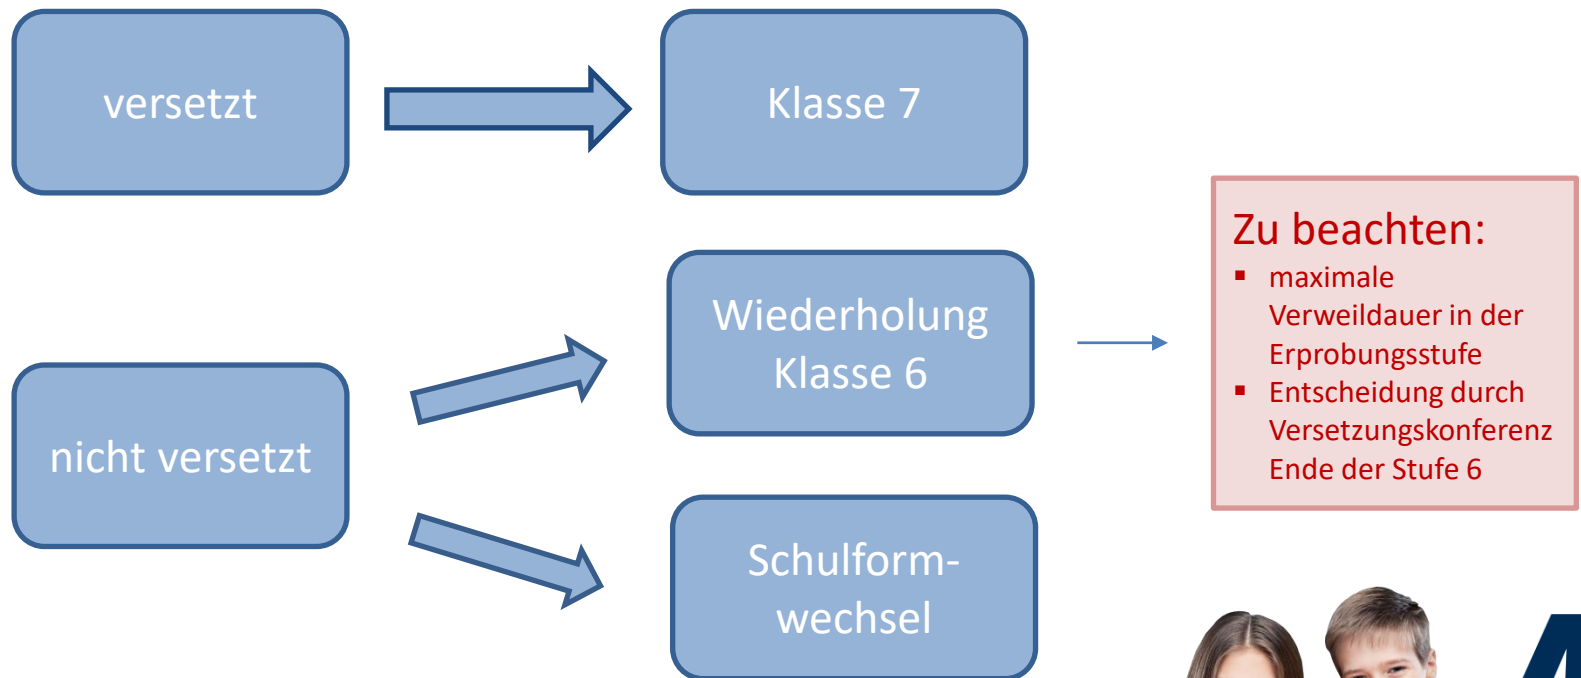 versetzt
Klasse 7
nicht versetzt
Wiederholung
Klasse 6
Schulform-
wechsel
Zu beachten:
▪ maximale
Verweildauer in der
Erprobungsstufe
▪ Entscheidung durch
Versetzungskonferenz
Ende der Stufe 6